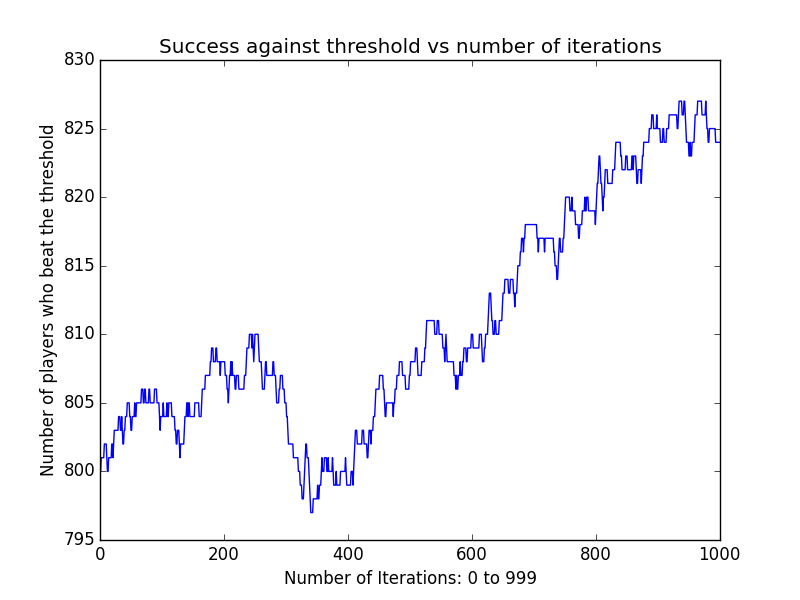 Success against threshold vs number of iterations
830
825
820
815
810
805
800
795
Number of players who beat the threshold
0 200 400 600 800 1000
Number of Iterations: 0 to 999